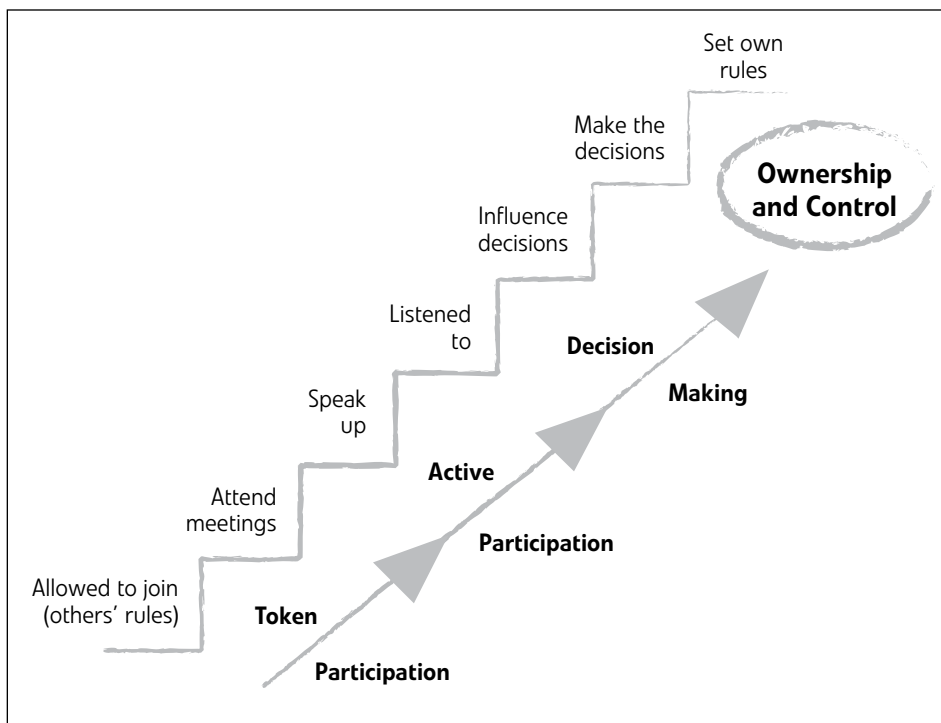 Set own
rules
Make the
decisions
Ownership
and Control
Influence
decisions
Listened
to
Decision
Making
Speak
up
Active
Participation
Attend
meetings
Allowed to join
(others’ rules)
Token
Participation